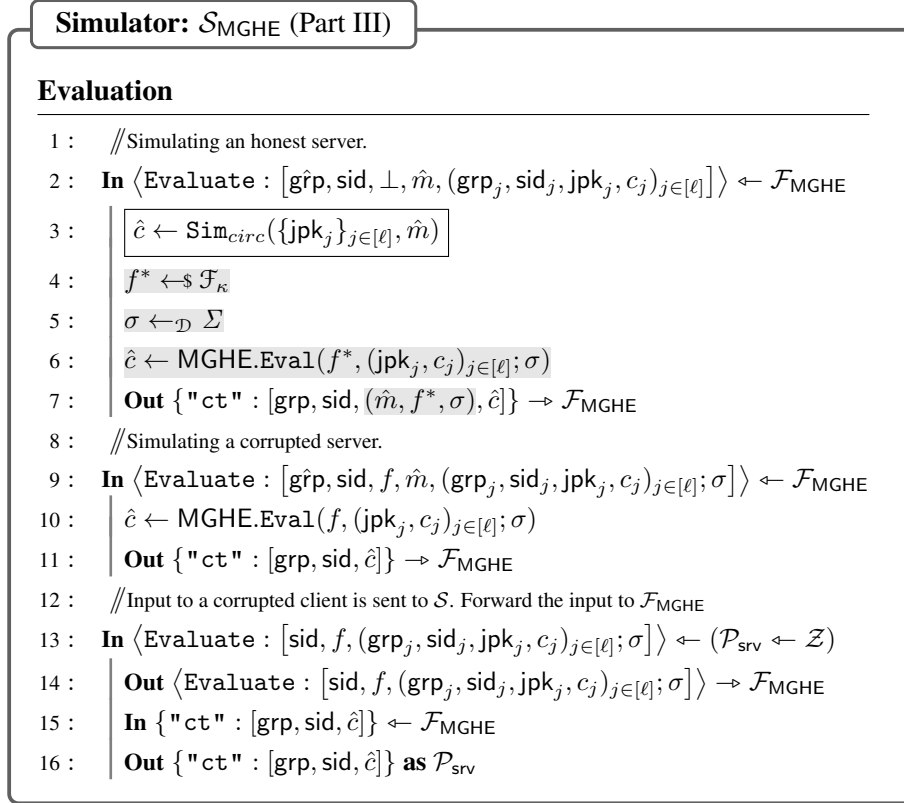 Simulator: 𝒮_MGHE (Part III)
Evaluation
1 : //Simulating an honest server.
2 : In ⟨Evaluate : [gr̂p, sid, ⊥, m̂, (grp_j, sid_j, jpk_j, c_j)_{j∈[ℓ]}]⟩ ↞ ℱ_MGHE
3 : ĉ ← Sim_circ({jpk_j}_{j∈[ℓ]}, m̂)
4 : f* ←$ ℱ_κ
5 : σ ←_𝒟 Σ
6 : ĉ ← MGHE.Eval(f*, (jpk_j, c_j)_{j∈[ℓ]}; σ)
7 : Out {"ct" : [grp, sid, (m̂, f*, σ), ĉ]} ⇾ ℱ_MGHE
8 : //Simulating a corrupted server.
9 : In ⟨Evaluate : [gr̂p, sid, f, m̂, (grp_j, sid_j, jpk_j, c_j)_{j∈[ℓ]}; σ]⟩ ⇽ ℱ_MGHE
10 : ĉ ← MGHE.Eval(f, (jpk_j, c_j)_{j∈[ℓ]}; σ)
11 : Out {"ct" : [grp, sid, ĉ]} ⇾ ℱ_MGHE
12 : //Input to a corrupted client is sent to 𝒮. Forward the input to ℱ_MGHE
13 : In ⟨Evaluate : [sid, f, (grp_j, sid_j, jpk_j, c_j)_{j∈[ℓ]}; σ]⟩ ⇽ (𝒫_srv ⇽ 𝒵)
14 : Out ⟨Evaluate : [sid, f, (grp_j, sid_j, jpk_j, c_j)_{j∈[ℓ]}; σ]⟩ ⇾ ℱ_MGHE
15 : In {"ct" : [grp, sid, ĉ]} ⇽ ℱ_MGHE
16 : Out {"ct" : [grp, sid, ĉ]} as 𝒫_srv